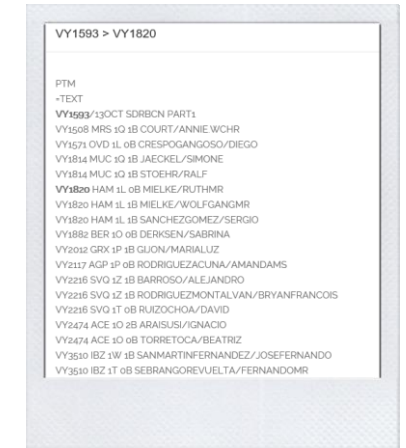 VY1593 > VY1820
PTM
=TEXT
VY1593/13OCT SDRBCN PART1
VY1508 MRS 1Q 1B COURT/ANNIE WCHR
VY1571 OVD 1L 0B CRESPOGANGOSO/DIEGO
VY1814 MUC 1Q 1B JAECKEL/SIMONE
VY1814 MUC 1Q 1B STOEHR/RALF
VY1820 HAM 1L 0B MIELKE/RUTHMR
VY1820 HAM 1L 1B MIELKE/WOLFGANGMR
VY1820 HAM 1L 1B SANCHEZGOMEZ/SERGIO
VY1882 BER 1O 0B DERKSEN/SABRINA
VY2012 GRX 1P 1B GIJON/MARIALUZ
VY2117 AGP 1P 0B RODRIGUEZACUNA/AMANDAMS
VY2216 SVQ 1Z 1B BARROSO/ALEJANDRO
VY2216 SVQ 1Z 1B RODRIGUEZMONTALVAN/BRYANFRANCOIS
VY2216 SVQ 1T 0B RUIZOCHOA/DAVID
VY2474 ACE 1O 2B ARAISUSI/IGNACIO
VY2474 ACE 1O 0B TORRETOCA/BEATRIZ
VY3510 IBZ 1W 1B SANMARTINFERNANDEZ/JOSEFERNANDO
VY3510 IBZ 1T 0B SEBRANGOREVUELTA/FERNANDOMR